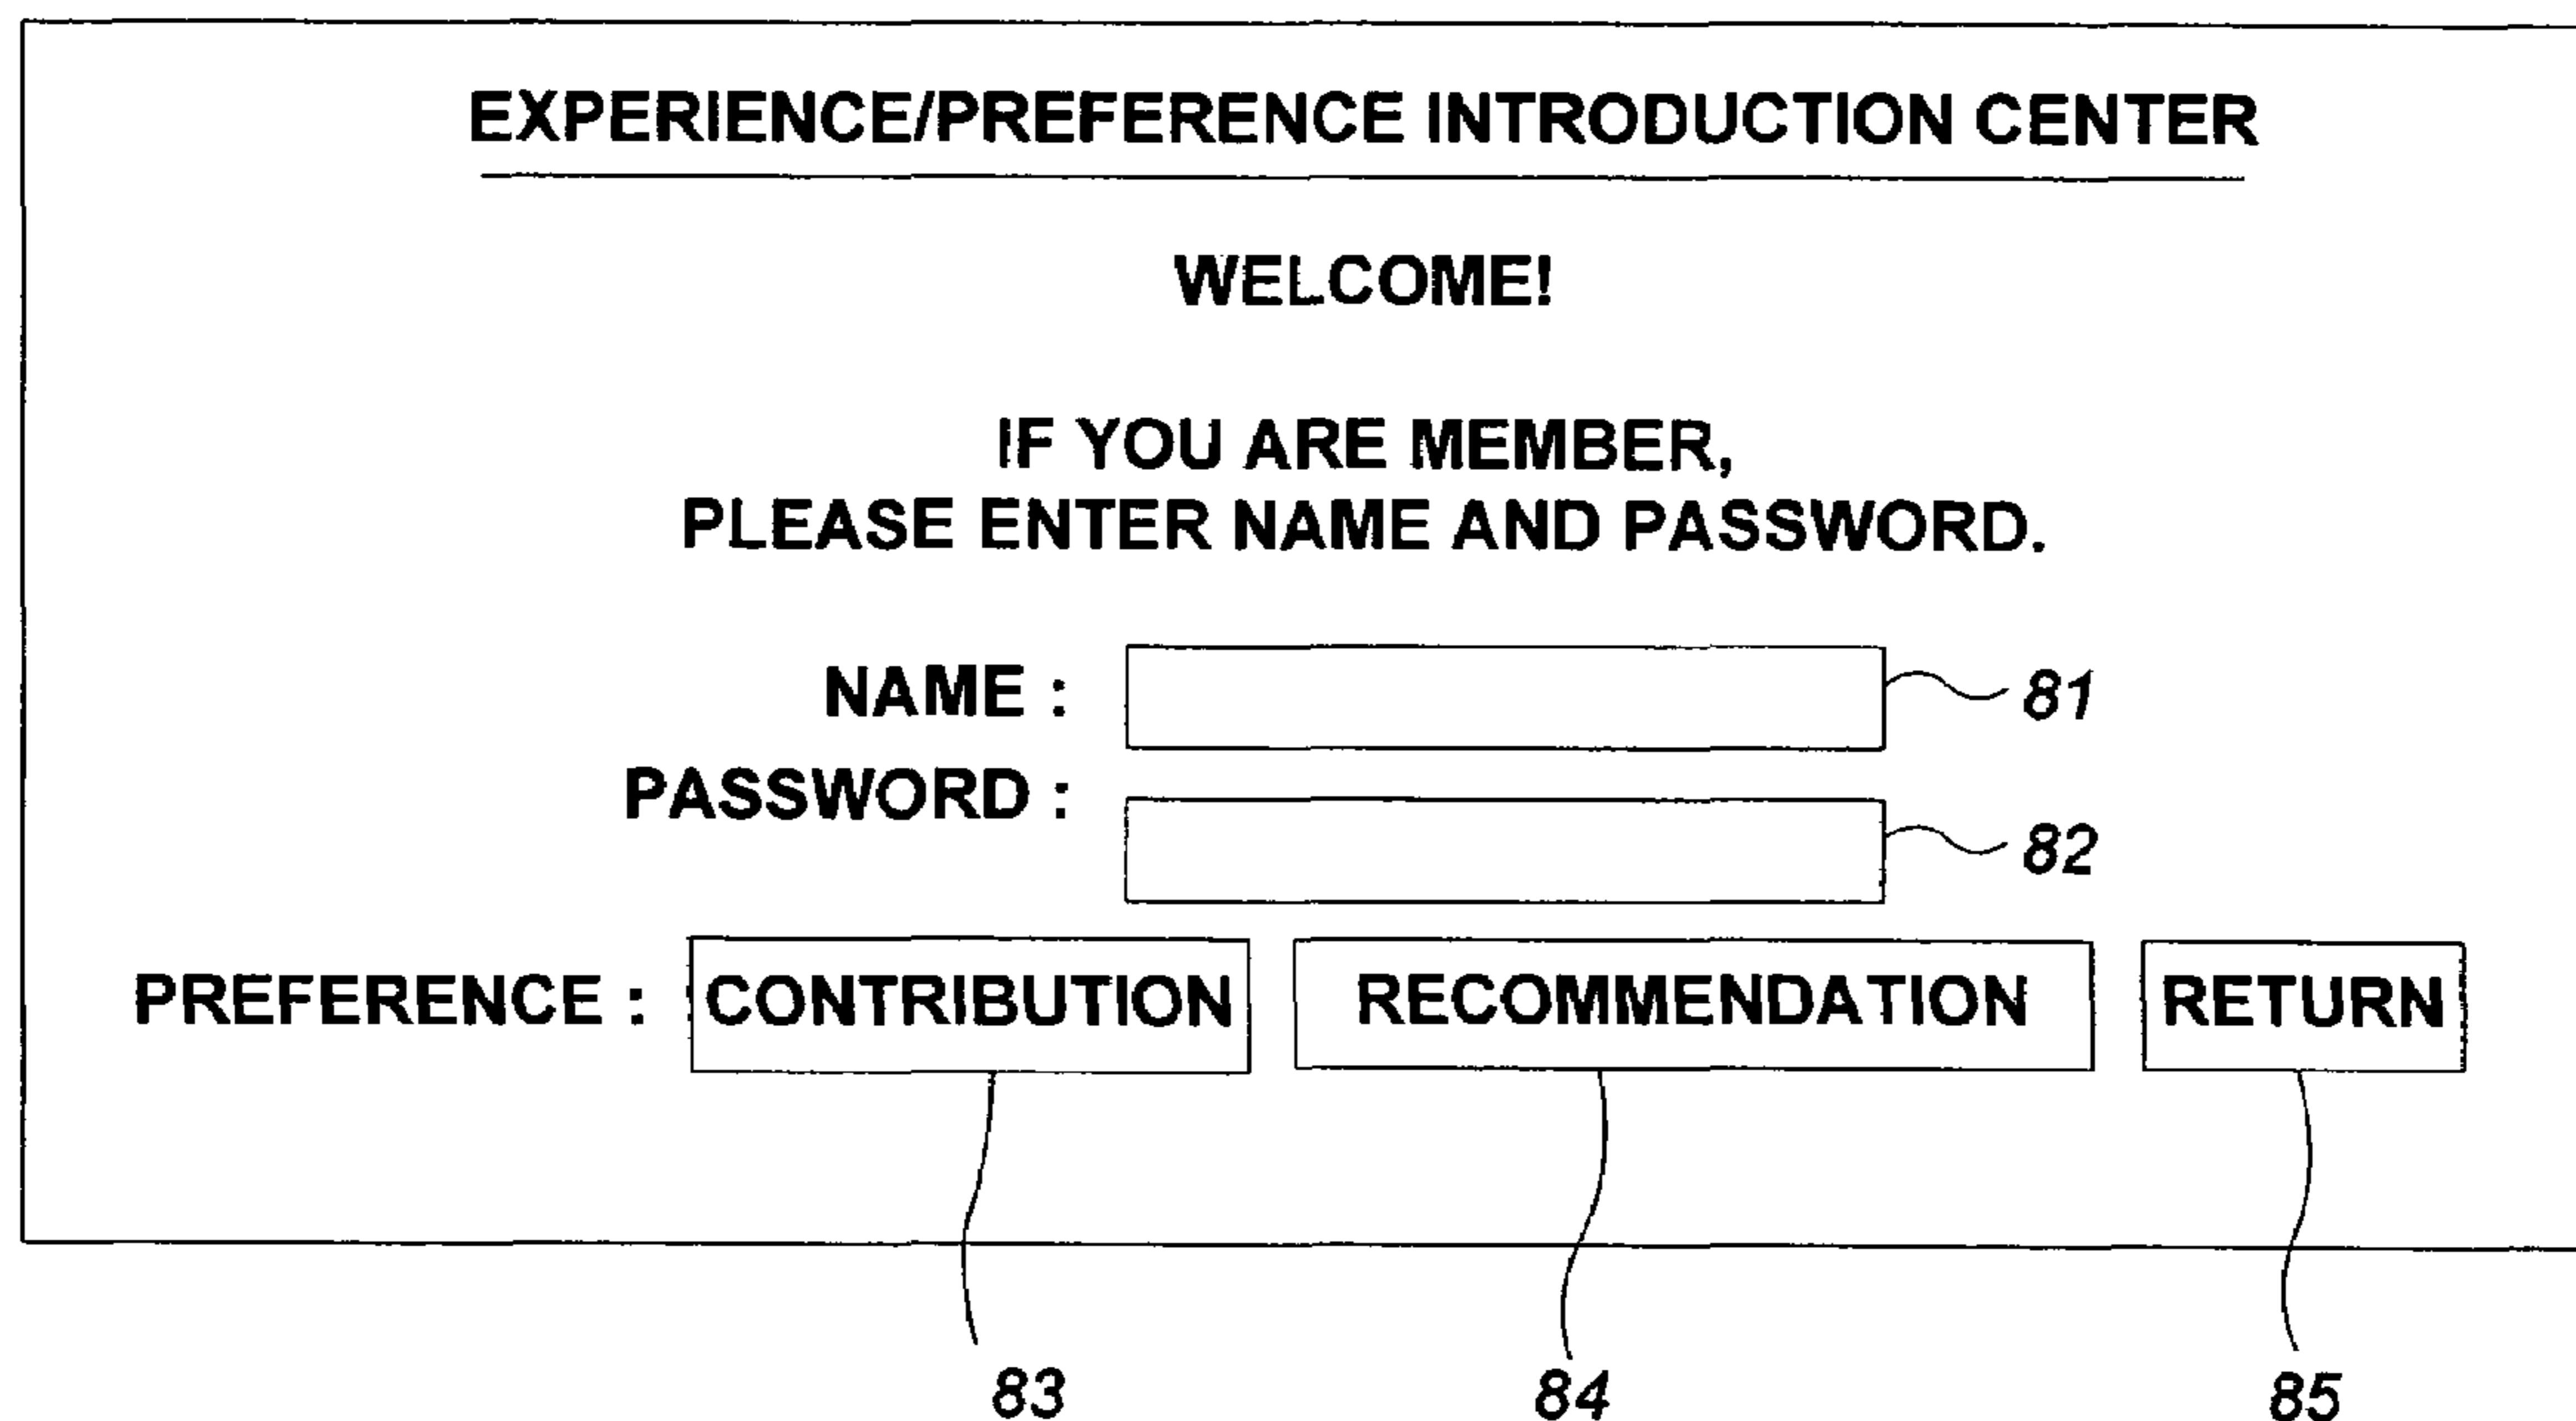 EXPERIENCE/PREFERENCE INTRODUCTION CENTER
WELCOME!
IF YOU ARE MEMBER,
PLEASE ENTER NAME AND PASSWORD.
NAME : 81
PASSWORD : 82
PREFERENCE : CONTRIBUTION RECOMMENDATION RETURN
83 84 85